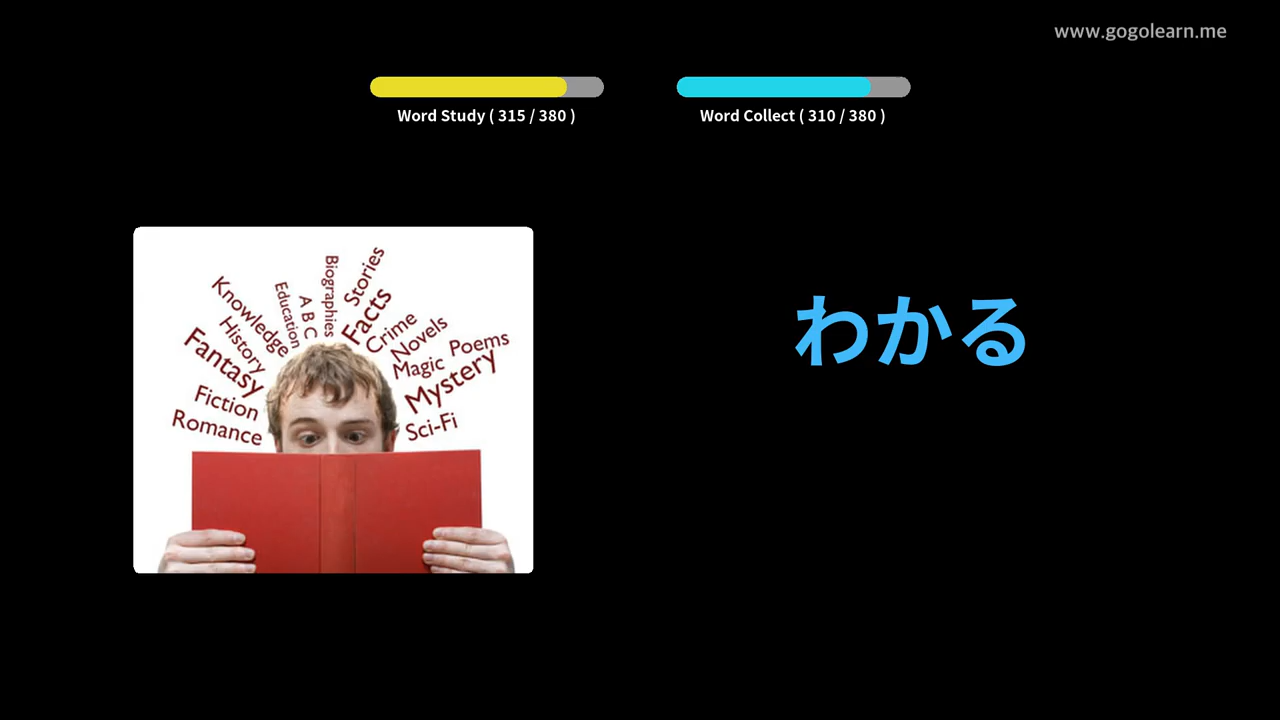 www.gogolearn.me
Word Study ( 315 / 380 )
Word Collect ( 310 / 380 )
Biographies
Stories
Knowledge
Education
A B C
Facts
History
Crime
Novels
Fantasy
Magic
Poems
Mystery
Fiction
Romance
Sci-Fi
わかる